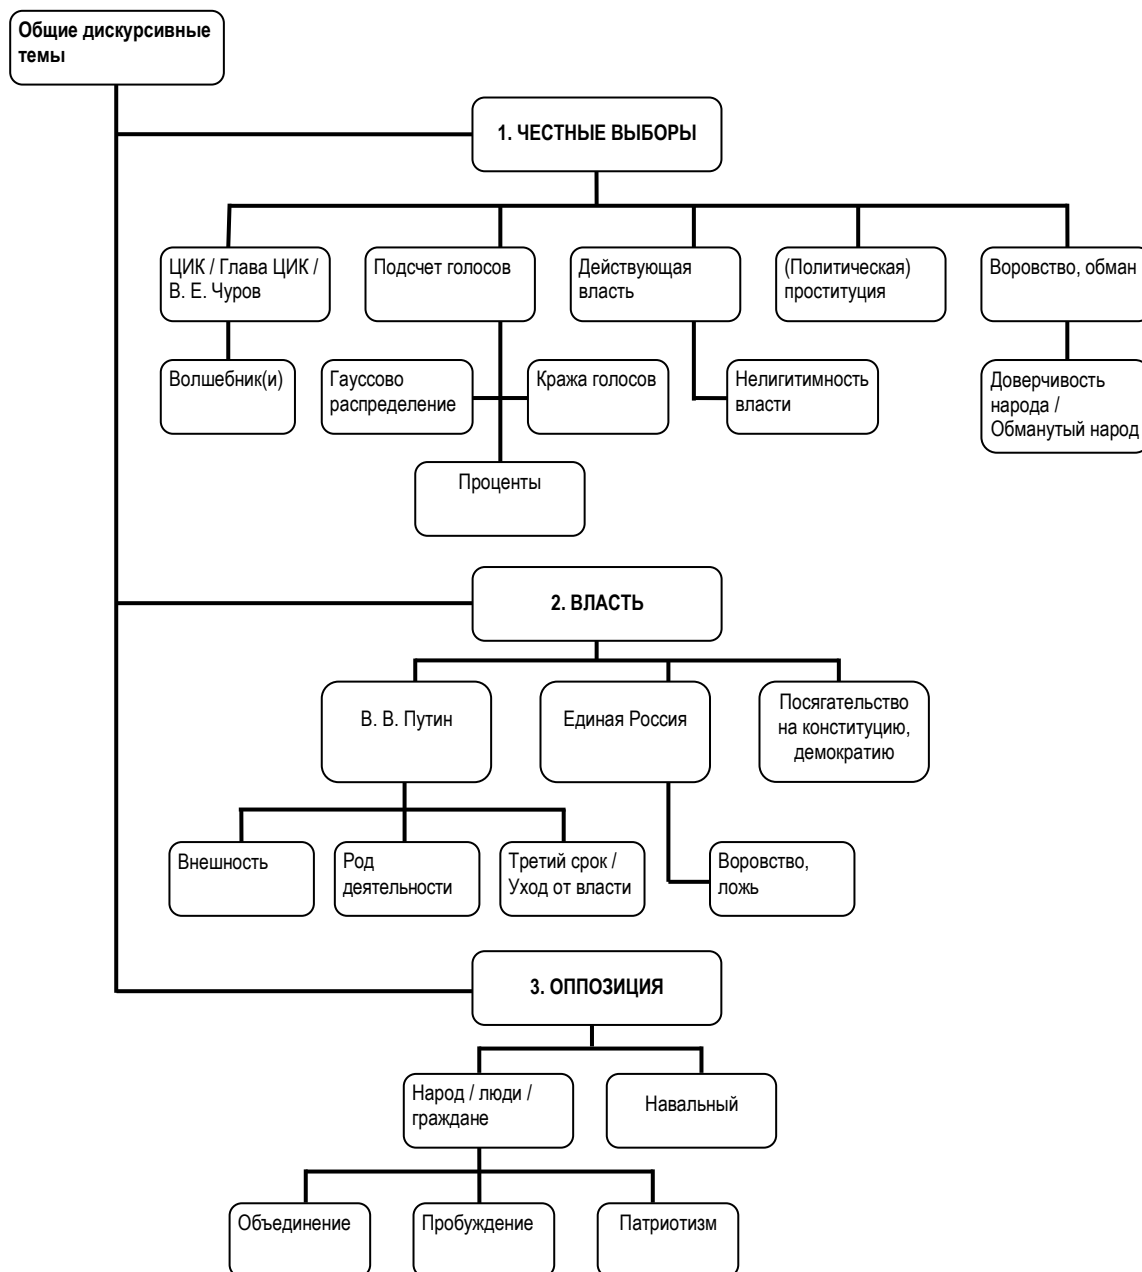 Общие дискурсивные
темы
1. ЧЕСТНЫЕ ВЫБОРЫ
ЦИК / Глава ЦИК /
В. Е. Чуров
Подсчет голосов
Действующая
власть
(Политическая)
проституция
Воровство, обман
Волшебник(и)
Гауссово
распределение
Кража голосов
Нелигитимность
власти
Доверчивость
народа /
Обманутый народ
Проценты
2. ВЛАСТЬ
В. В. Путин
Единая Россия
Посягательство
на конституцию,
демократию
Внешность
Род
деятельности
Третий срок /
Уход от власти
Воровство,
ложь
3. ОППОЗИЦИЯ
Народ / люди /
граждане
Навальный
Объединение
Пробуждение
Патриотизм